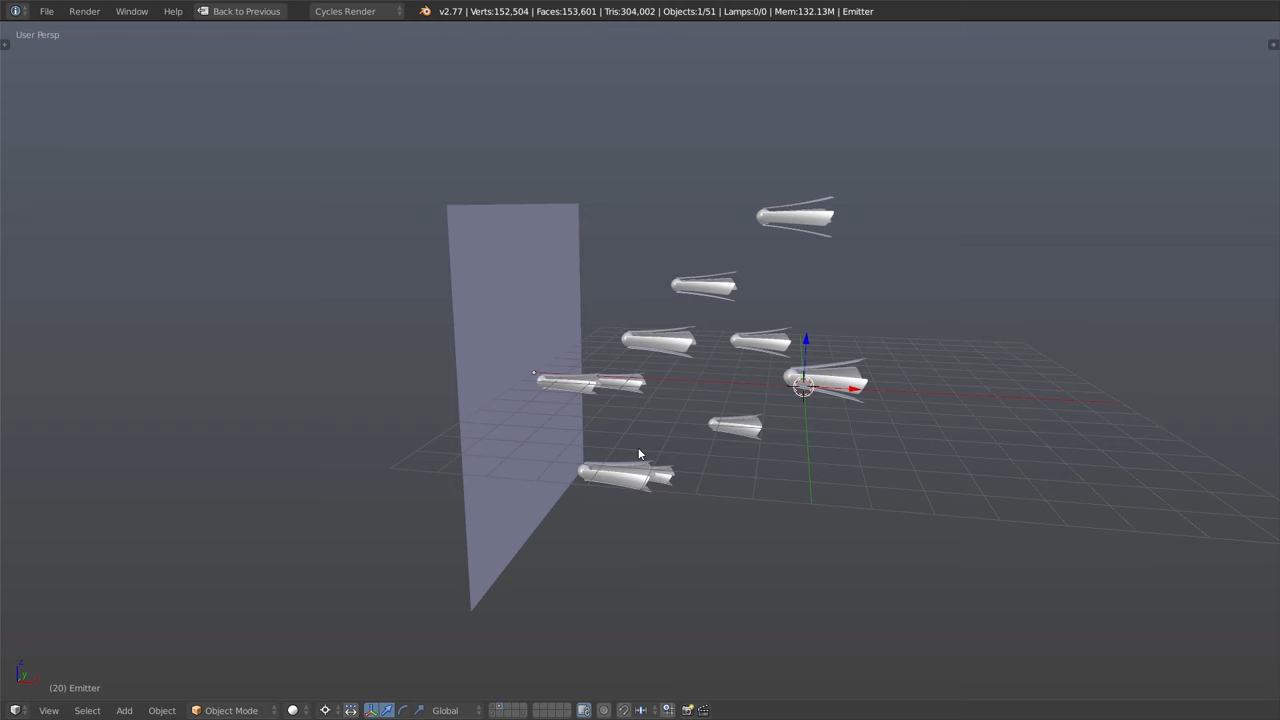 File Render Window Help Back to Previous Cycles Render v2.77 | Verts:152,504 | Faces:153,601 | Tris:304,002 | Objects:1/51 | Lamps:0/0 | Mem:132.13M | Emitter
User Persp
z
y
(20) Emitter
View Select Add Object Object Mode Global